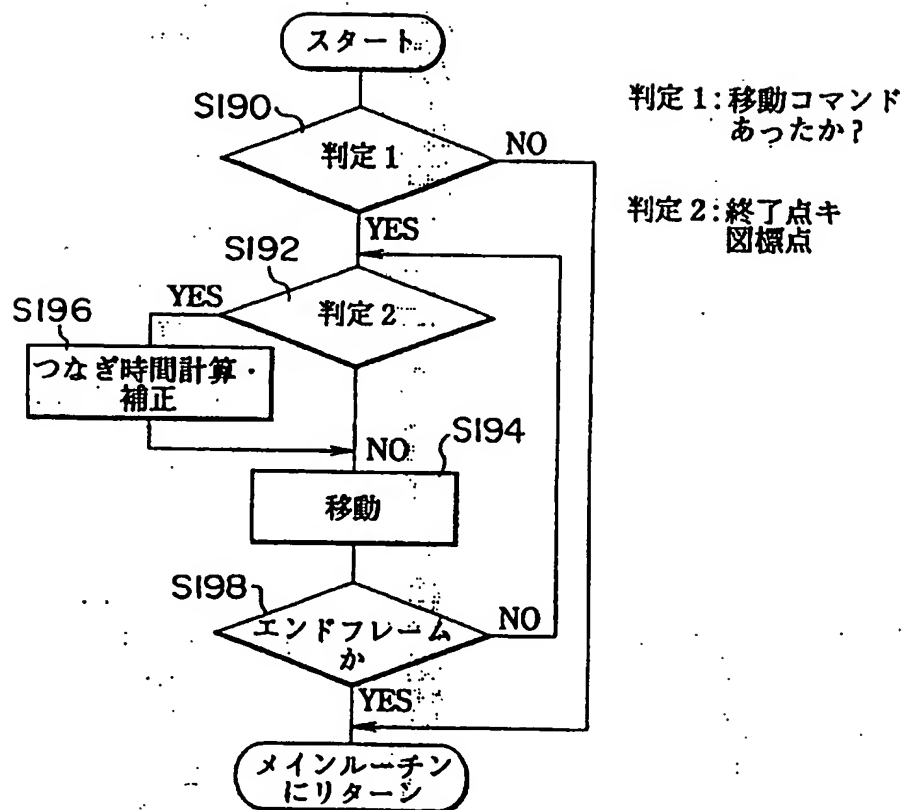 スタート
S190
判定1
NO
判定1:移動コマンド
あったか?
YES
判定2:終了点キ
図標点
S192
YES
判定2
S196
つなぎ時間計算・
補正
NO
S194
移動
S198
エンドフレーム
か
NO
YES
メインルーチン
にリターン